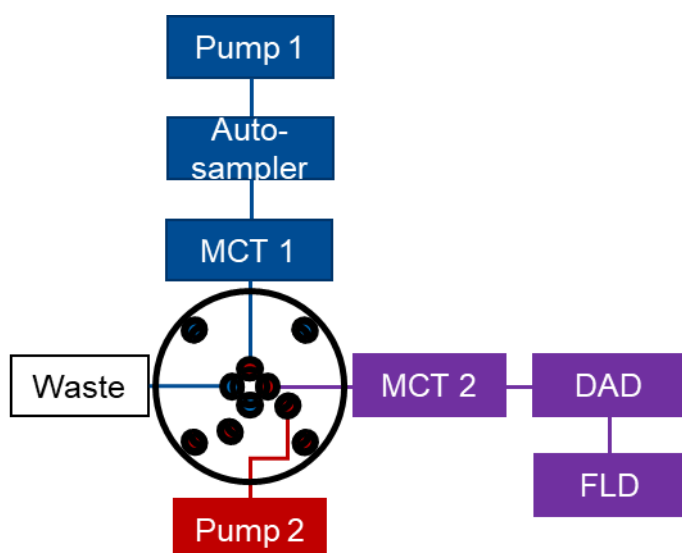 Pump 1
Auto-
sampler
MCT 1
Waste
MCT 2
DAD
FLD
Pump 2